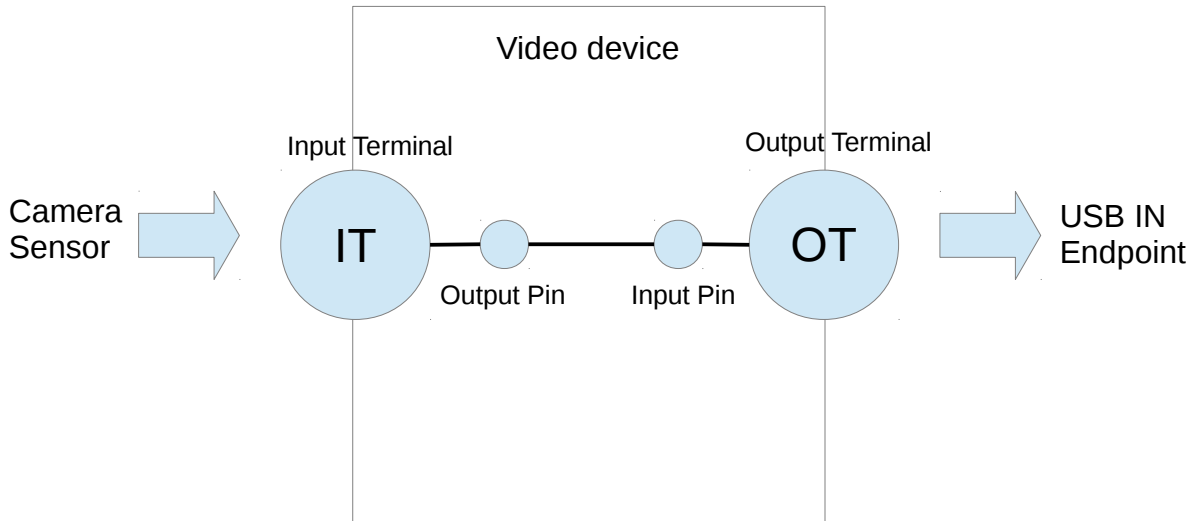 Video device
Input Terminal
Output Terminal
Camera
Sensor
IT
OT
USB IN
Endpoint
Output Pin
Input Pin